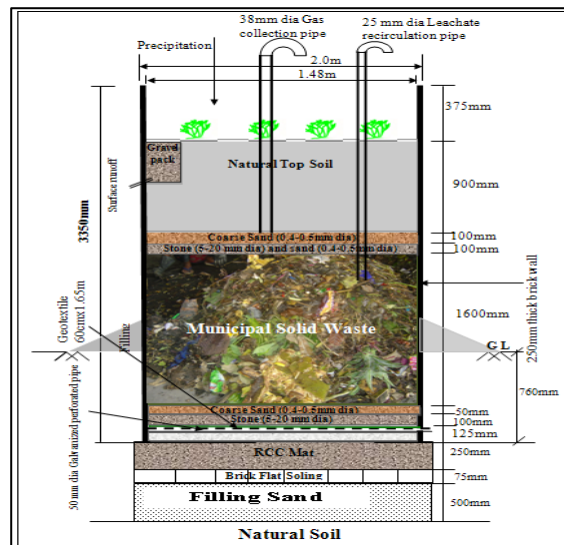 38mm dia Gas
collection pipe
25 mm dia Leachate
recirculation pipe
Precipitation
2.0m
1.48m
375mm
Gravel
pack
Natural Top Soil
900mm
Surface runoff
3350mm
Coarse Sand (0.4-0.5mm dia)
100mm
Stone (5-20 mm dia) and sand (0.4-0.5mm dia)
100mm
Geotextile
60cmx1.65m
Filling
Municipal Solid Waste
1600mm
250mm thick brick wall
G L
760mm
50 mm dia Galvanized perforated pipe
Coarse Sand (0.4-0.5mm dia)
50mm
Stone (5-20 mm dia)
100mm
125mm
RCC Mat
250mm
Brick Flat Soling
75mm
Filling Sand
500mm
Natural Soil